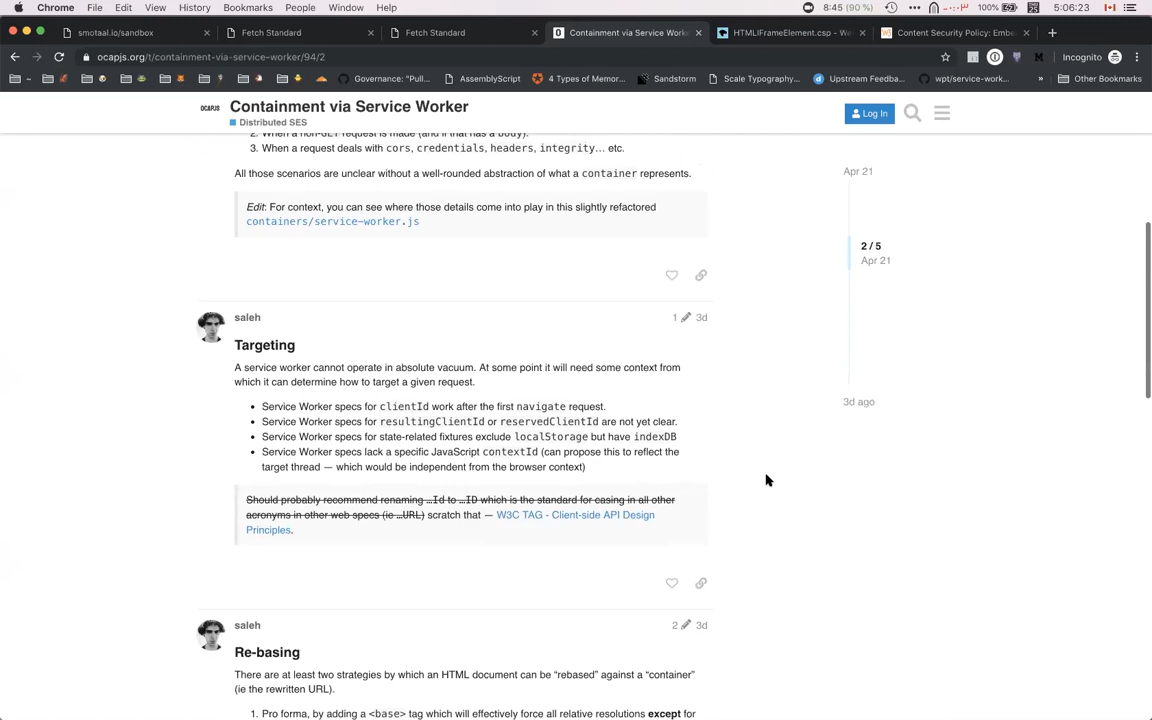 Chrome File Edit View History Bookmarks People Window Help 8:45 (90 %) 100% 5:06:23
smotaal.io/sandbox Fetch Standard Fetch Standard Containment via Service Worke HTMLIFrameElement.csp - We Content Security Policy: Embe
ocapjs.org/t/containment-via-service-worker/94/2 Incognito
Governance: "Pull... AssemblyScript 4 Types of Memor... Sandstorm Scale Typography... Upstream Feedba... wpt/service-work... » Other Bookmarks
OCAPJS Containment via Service Worker
Distributed SES
Log In
2. When a non-GET request is made (and if that has a body).
3. When a request deals with cors, credentials, headers, integrity… etc.
All those scenarios are unclear without a well-rounded abstraction of what a container represents.
Edit: For context, you can see where those details come into play in this slightly refactored
containers/service-worker.js
Apr 21
2 / 5
Apr 21
3d ago
saleh 1 3d
Targeting
A service worker cannot operate in absolute vacuum. At some point it will need some context from
which it can determine how to target a given request.
• Service Worker specs for clientId work after the first navigate request.
• Service Worker specs for resultingClientId or reservedClientId are not yet clear.
• Service Worker specs for state-related fixtures exclude localStorage but have indexDB
• Service Worker specs lack a specific JavaScript contextId (can propose this to reflect the
target thread — which would be independent from the browser context)
Should probably recommend renaming …Id to …ID which is the standard for casing in all other
acronyms in other web specs (ie …URL) scratch that — W3C TAG - Client-side API Design
Principles.
saleh 2 3d
Re-basing
There are at least two strategies by which an HTML document can be “rebased” against a “container”
(ie the rewritten URL).
1. Pro forma, by adding a <base> tag which will effectively force all relative resolutions except for